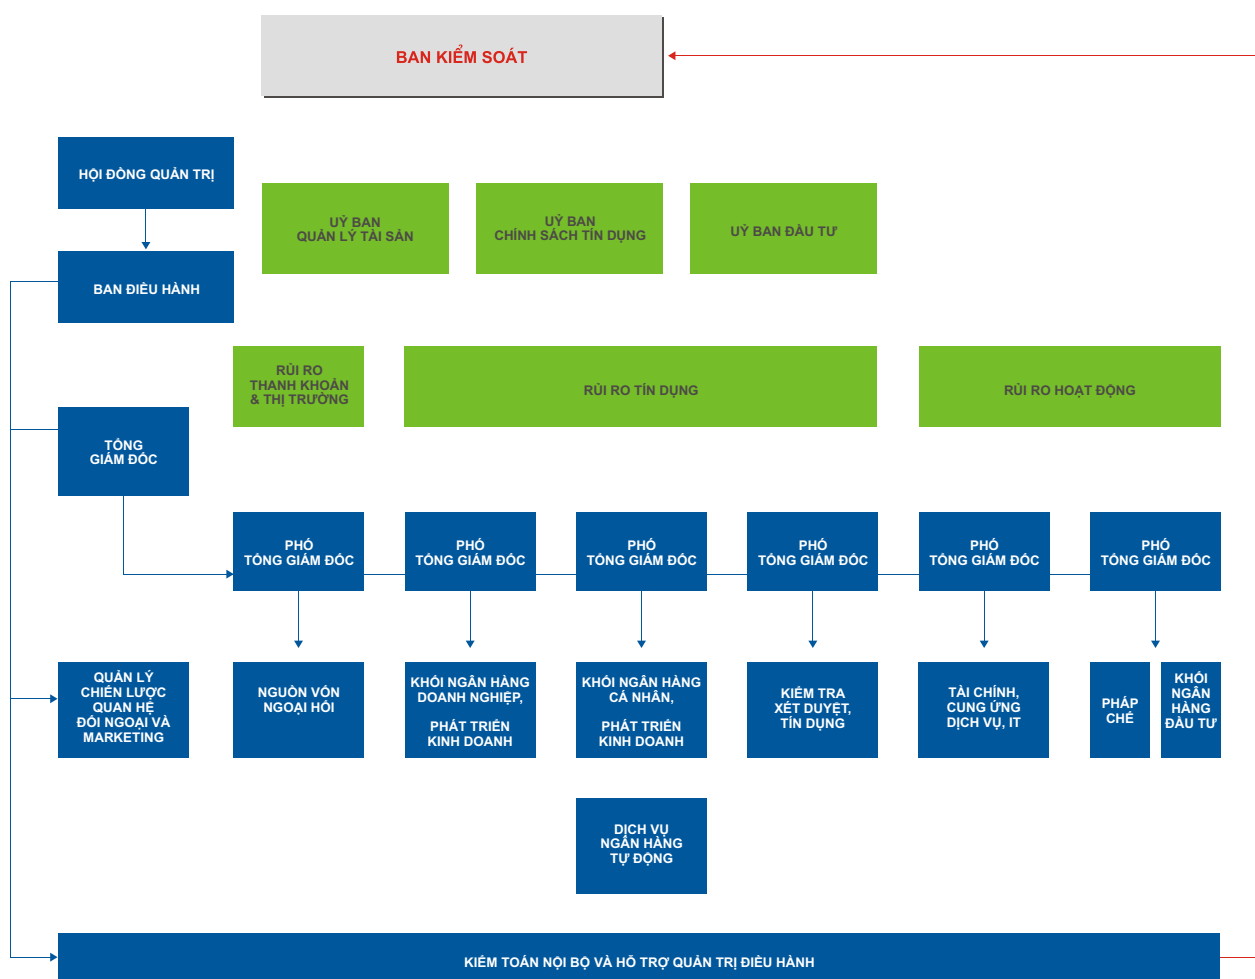 BAN KIỂM SOÁT
HỘI ĐỒNG QUẢN TRỊ
UỶ BAN
QUẢN LÝ TÀI SẢN
UỶ BAN
CHÍNH SÁCH TÍN DỤNG
UỶ BAN ĐẦU TƯ
BAN ĐIỀU HÀNH
RỦI RO
THANH KHOẢN
& THỊ TRƯỜNG
RỦI RO TÍN DỤNG
RỦI RO HOẠT ĐỘNG
TỔNG
GIÁM ĐỐC
PHÓ
TỔNG GIÁM ĐỐC
PHÓ
TỔNG GIÁM ĐỐC
PHÓ
TỔNG GIÁM ĐỐC
PHÓ
TỔNG GIÁM ĐỐC
PHÓ
TỔNG GIÁM ĐỐC
PHÓ
TỔNG GIÁM ĐỐC
QUẢN LÝ
CHIẾN LƯỢC
QUAN HỆ
ĐỐI NGOẠI VÀ
MARKETING
NGUỒN VỐN
NGOẠI HỐI
KHỐI NGÂN HÀNG
DOANH NGHIỆP,
PHÁT TRIỂN
KINH DOANH
KHỐI NGÂN HÀNG
CÁ NHÂN,
PHÁT TRIỂN
KINH DOANH
KIỂM TRA
XÉT DUYỆT,
TÍN DỤNG
TÀI CHÍNH,
CUNG ỨNG
DỊCH VỤ, IT
PHÁP
CHẾ
KHỐI
NGÂN
HÀNG
ĐẦU TƯ
DỊCH VỤ
NGÂN HÀNG
TỰ ĐỘNG
KIỂM TOÁN NỘI BỘ VÀ HỖ TRỢ QUẢN TRỊ ĐIỀU HÀNH